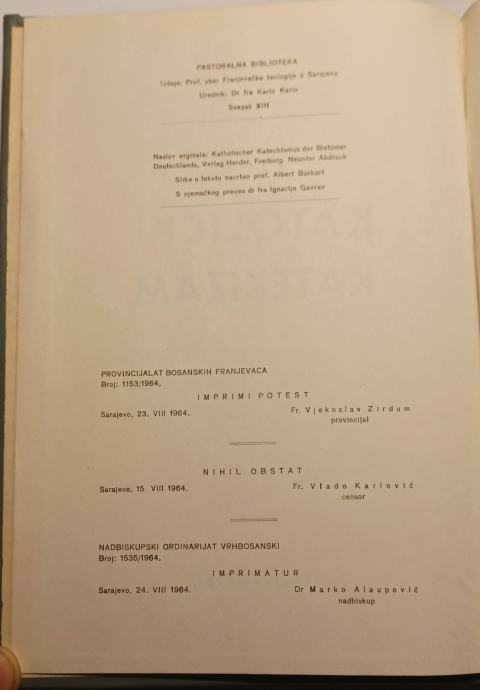 PASTORALNA BIBLIOTEKA
Izdaje: Prof. zbor Franjevačke teologije u Sarajevu
Urednik: Dr fra Karlo Karin
Svezak XIII
Naslov orginala: Katholischer Katechismus der Bistümer
Deutschlands, Verlag Herder, Freiburg. Neunter Abdruck
Slike u tekstu nacrtao prof. Albert Burkart
S njemačkog preveo dr fra Ignacije Gavran
KATOLIČKI
KATEKIZAM
PROVINCIJALAT BOSANSKIH FRANJEVACA
Broj: 1153/1964.
IMPRIMI POTEST
Sarajevo, 23. VIII 1964. Fr. Vjekoslav Zirdum
provincijal
NIHIL OBSTAT
Sarajevo, 15. VIII 1964. Fr. Vlado Karlović
censor
NADBISKUPSKI ORDINARIJAT VRHBOSANSKI
Broj: 1535/1964.
IMPRIMATUR
Sarajevo, 24. VIII 1964. Dr Marko Alaupović
nadbiskup